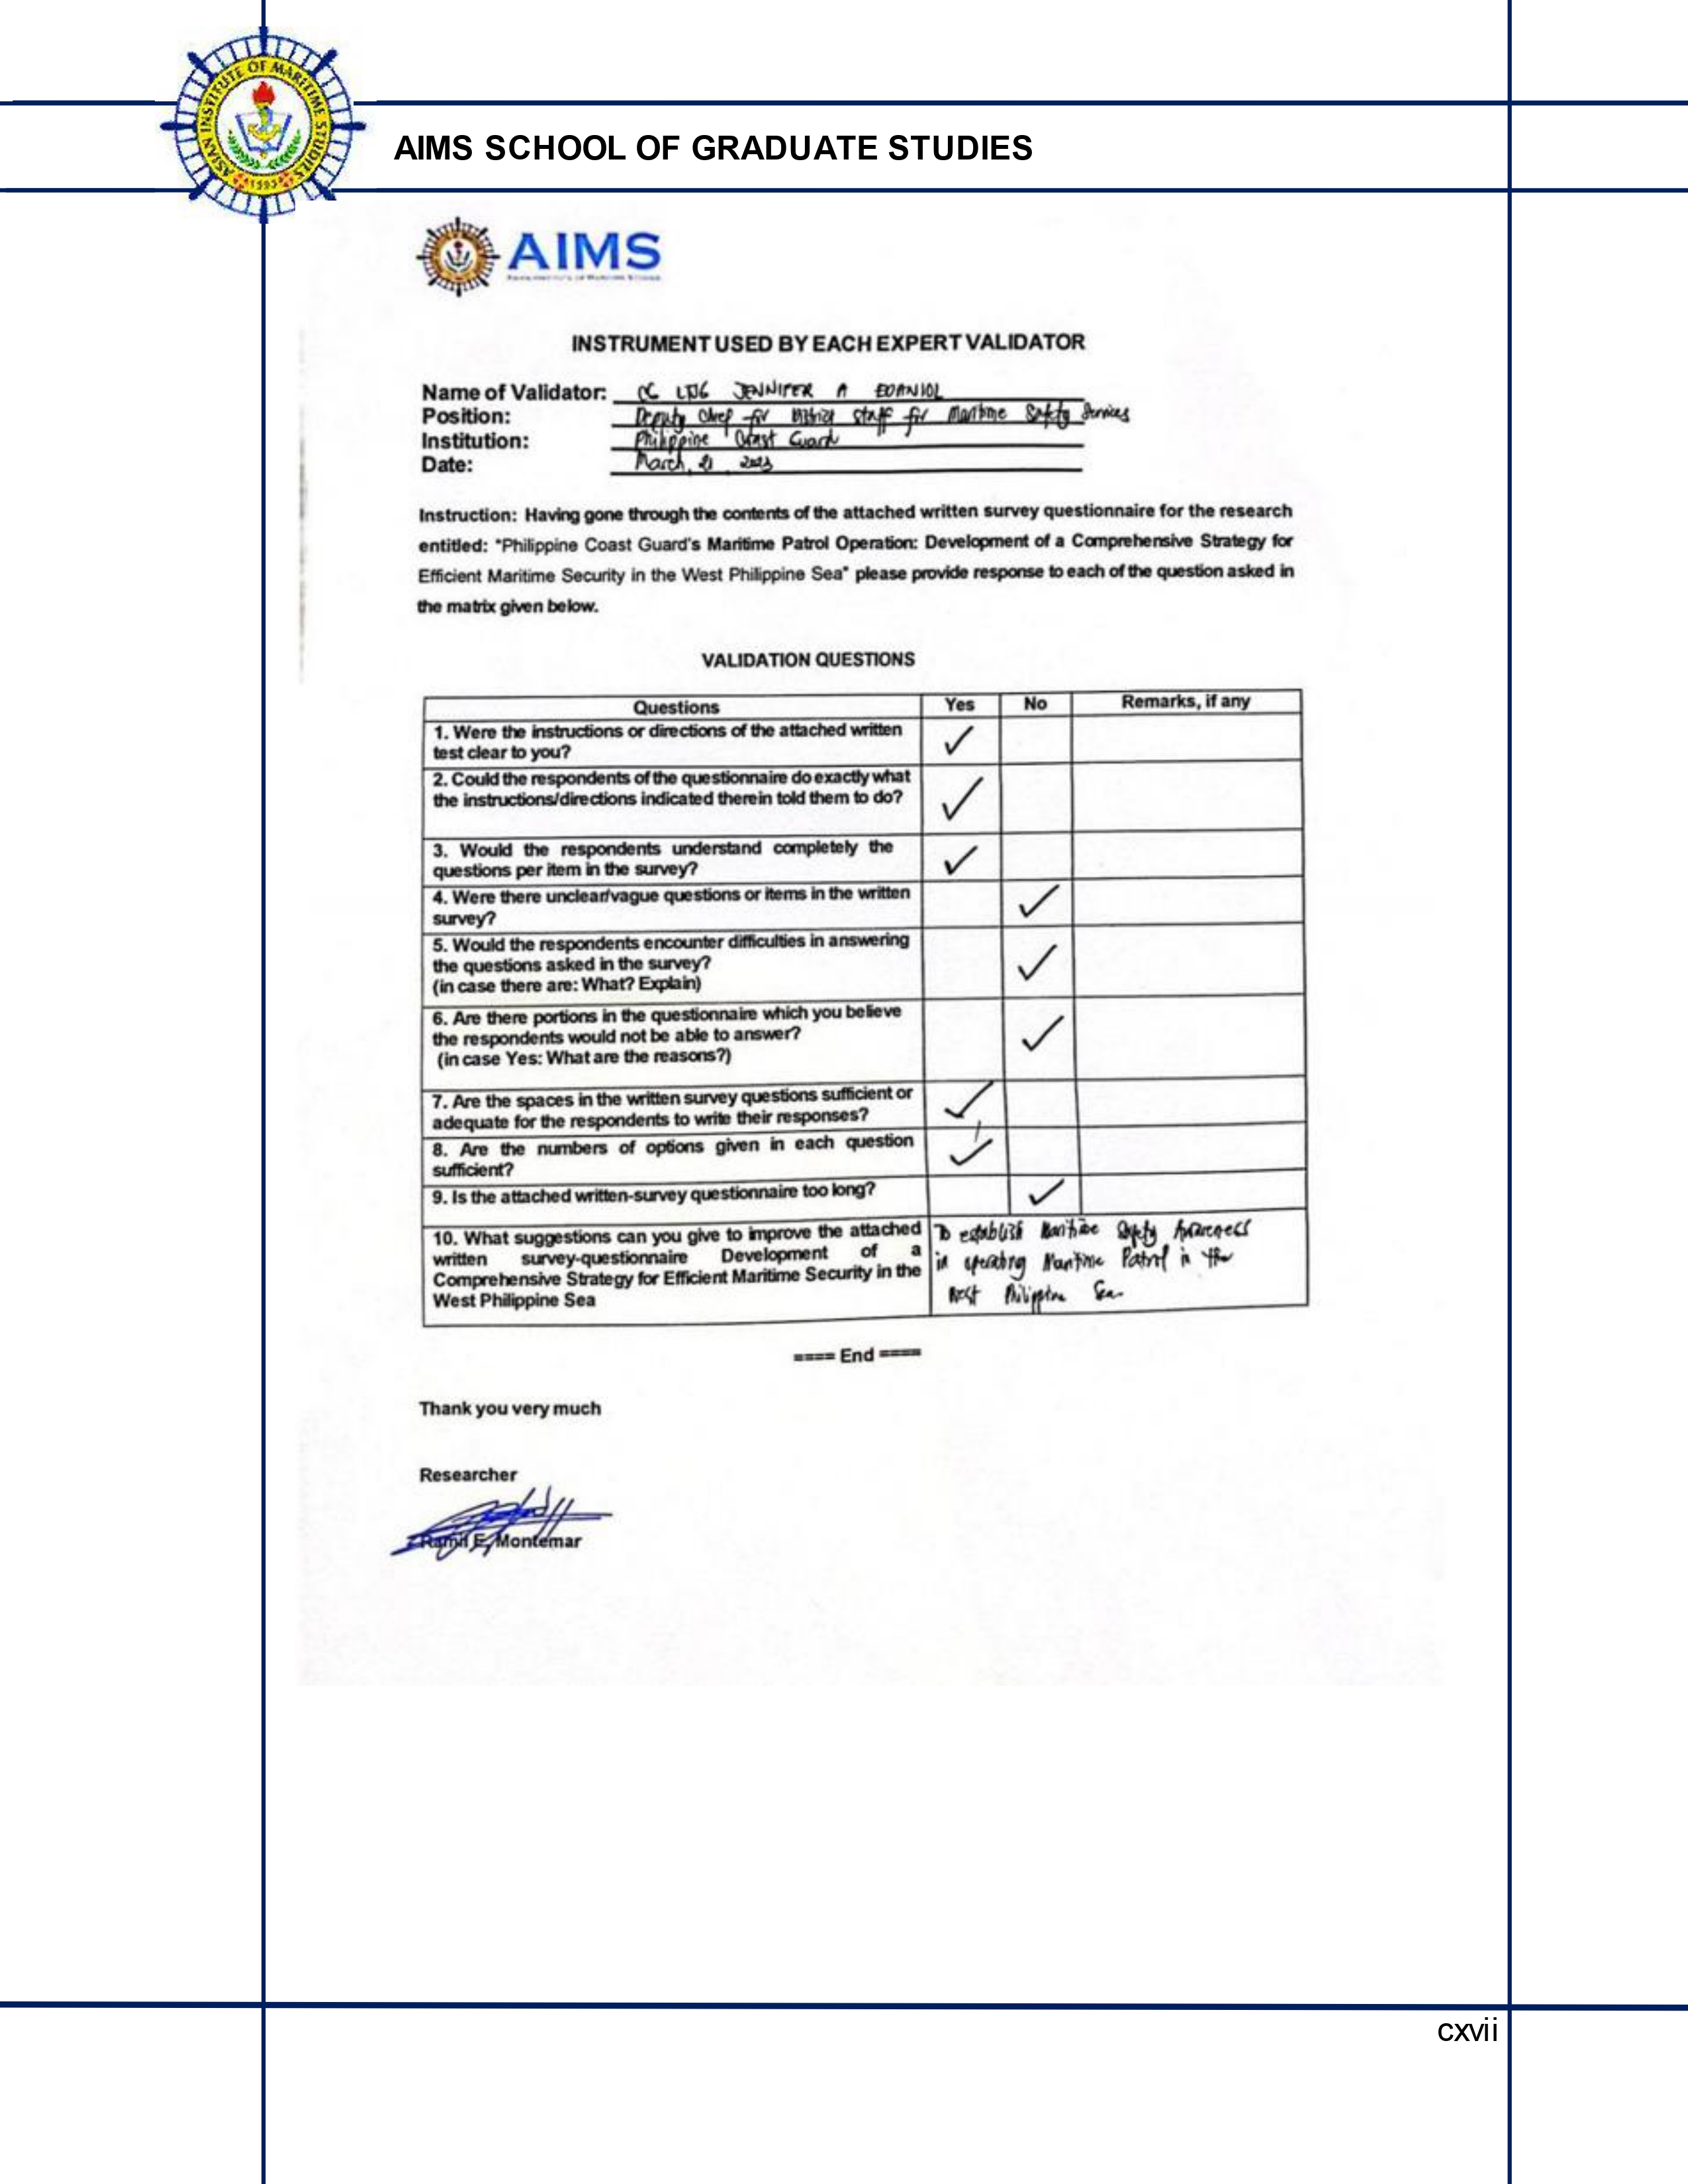 ASIAN INSTITUTE OF MARITIME STUDIES
1993
AIMS SCHOOL OF GRADUATE STUDIES
AIMS
ASIAN INSTITUTE OF MARITIME STUDIES
INSTRUMENT USED BY EACH EXPERT VALIDATOR
Name of Validator: CG LTJG JENNIFER A EDANIOL
Position: Deputy Chief for District Staff for Maritime Safety Services
Institution: Philippine Coast Guard
Date: March, 21 2023
Instruction: Having gone through the contents of the attached written survey questionnaire for the research
entitled: "Philippine Coast Guard's Maritime Patrol Operation: Development of a Comprehensive Strategy for
Efficient Maritime Security in the West Philippine Sea" please provide response to each of the question asked in
the matrix given below.
VALIDATION QUESTIONS
Questions Yes No Remarks, if any
1. Were the instructions or directions of the attached written
test clear to you? ✓
2. Could the respondents of the questionnaire do exactly what
the instructions/directions indicated therein told them to do? ✓
3. Would the respondents understand completely the
questions per item in the survey? ✓
4. Were there unclear/vague questions or items in the written
survey? ✓
5. Would the respondents encounter difficulties in answering
the questions asked in the survey? ✓
(in case there are: What? Explain)
6. Are there portions in the questionnaire which you believe
the respondents would not be able to answer? ✓
(in case Yes: What are the reasons?)
7. Are the spaces in the written survey questions sufficient or
adequate for the respondents to write their responses? ✓
8. Are the numbers of options given in each question
sufficient? ✓
9. Is the attached written-survey questionnaire too long? ✓
10. What suggestions can you give to improve the attached
written survey-questionnaire Development of a
Comprehensive Strategy for Efficient Maritime Security in the
West Philippine Sea
To establish Maritime Safety Awareness
in operating Maritime Patrol in the
West Philippine Sea
==== End ====
Thank you very much
Researcher
Ramil E. Montemar
cxvii